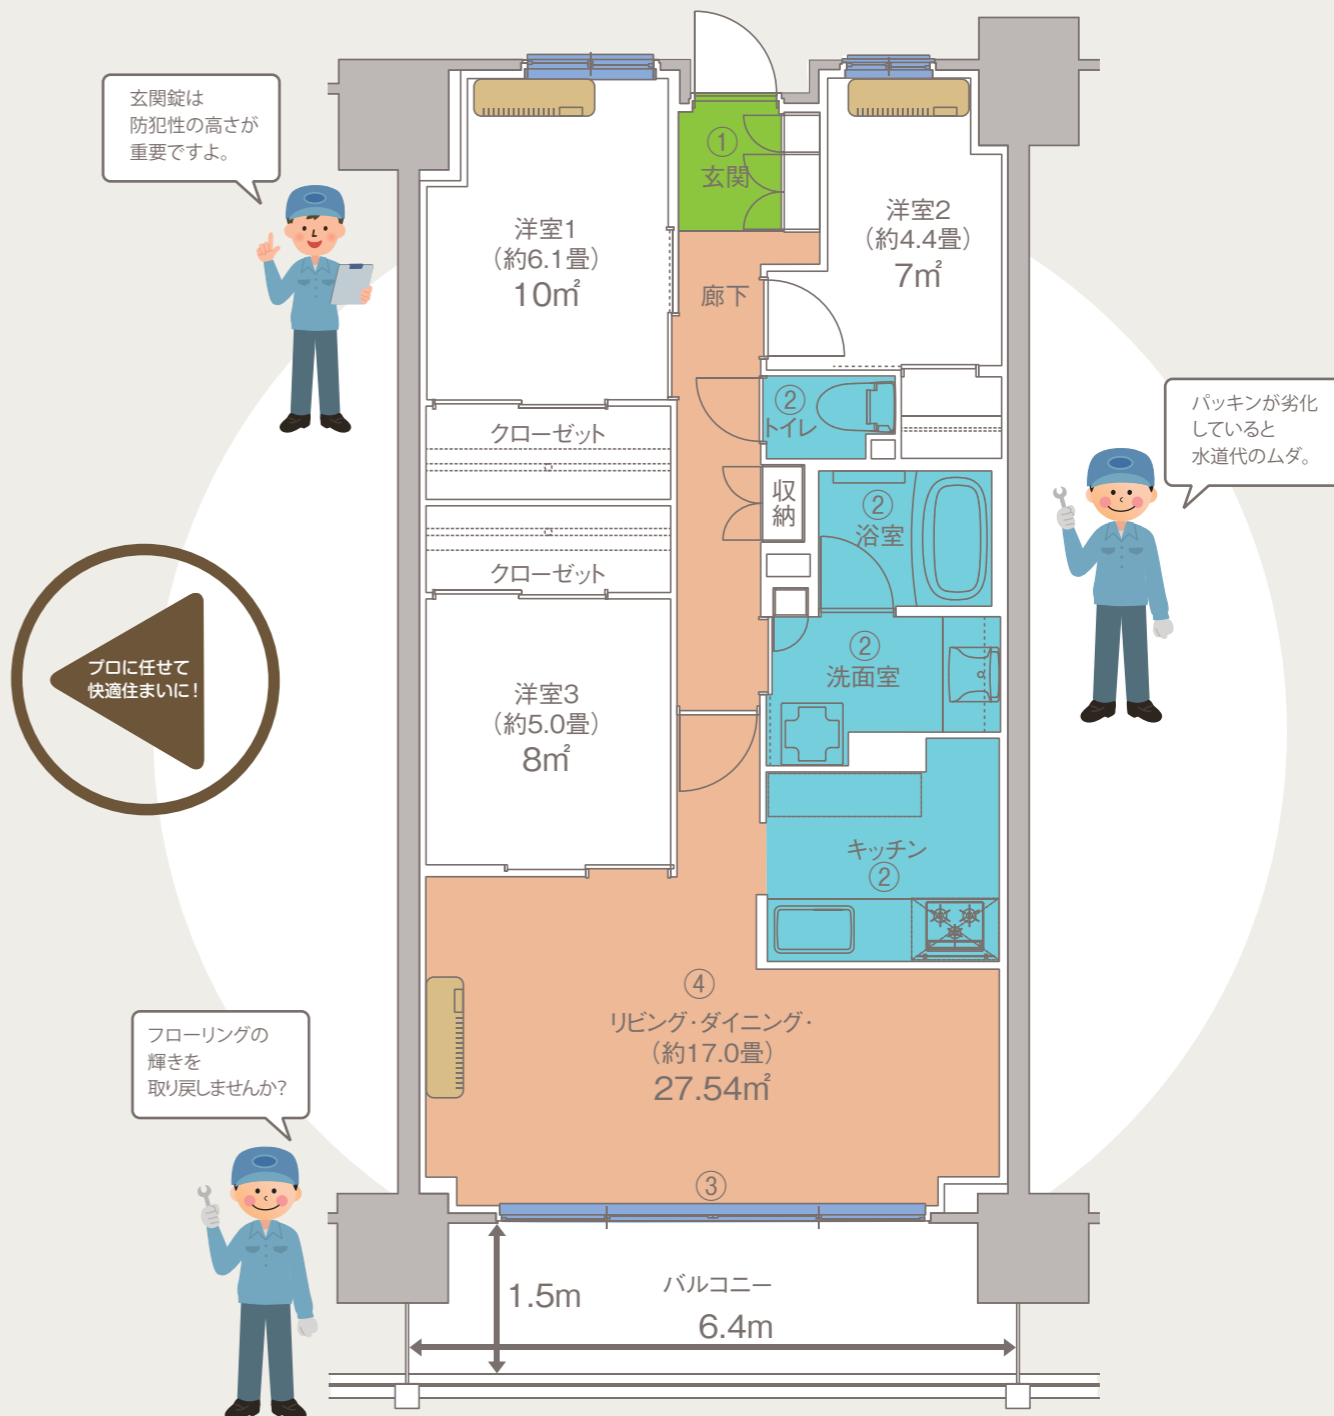 玄関錠は
防犯性の高さが
重要ですよ。
①
玄関
洋室1
（約6.1畳）
10㎡
洋室2
（約4.4畳）
7㎡
廊下
②
トイレ
クローゼット
収
納
②
浴室
パッキンが劣化
していると
水道代のムダ。
クローゼット
②
洗面室
プロに任せて
快適住まいに！
洋室3
（約5.0畳）
8㎡
キッチン
②
④
リビング・ダイニング・
（約17.0畳）
27.54㎡
フローリングの
輝きを
取り戻しませんか？
③
バルコニー
1.5m
6.4m